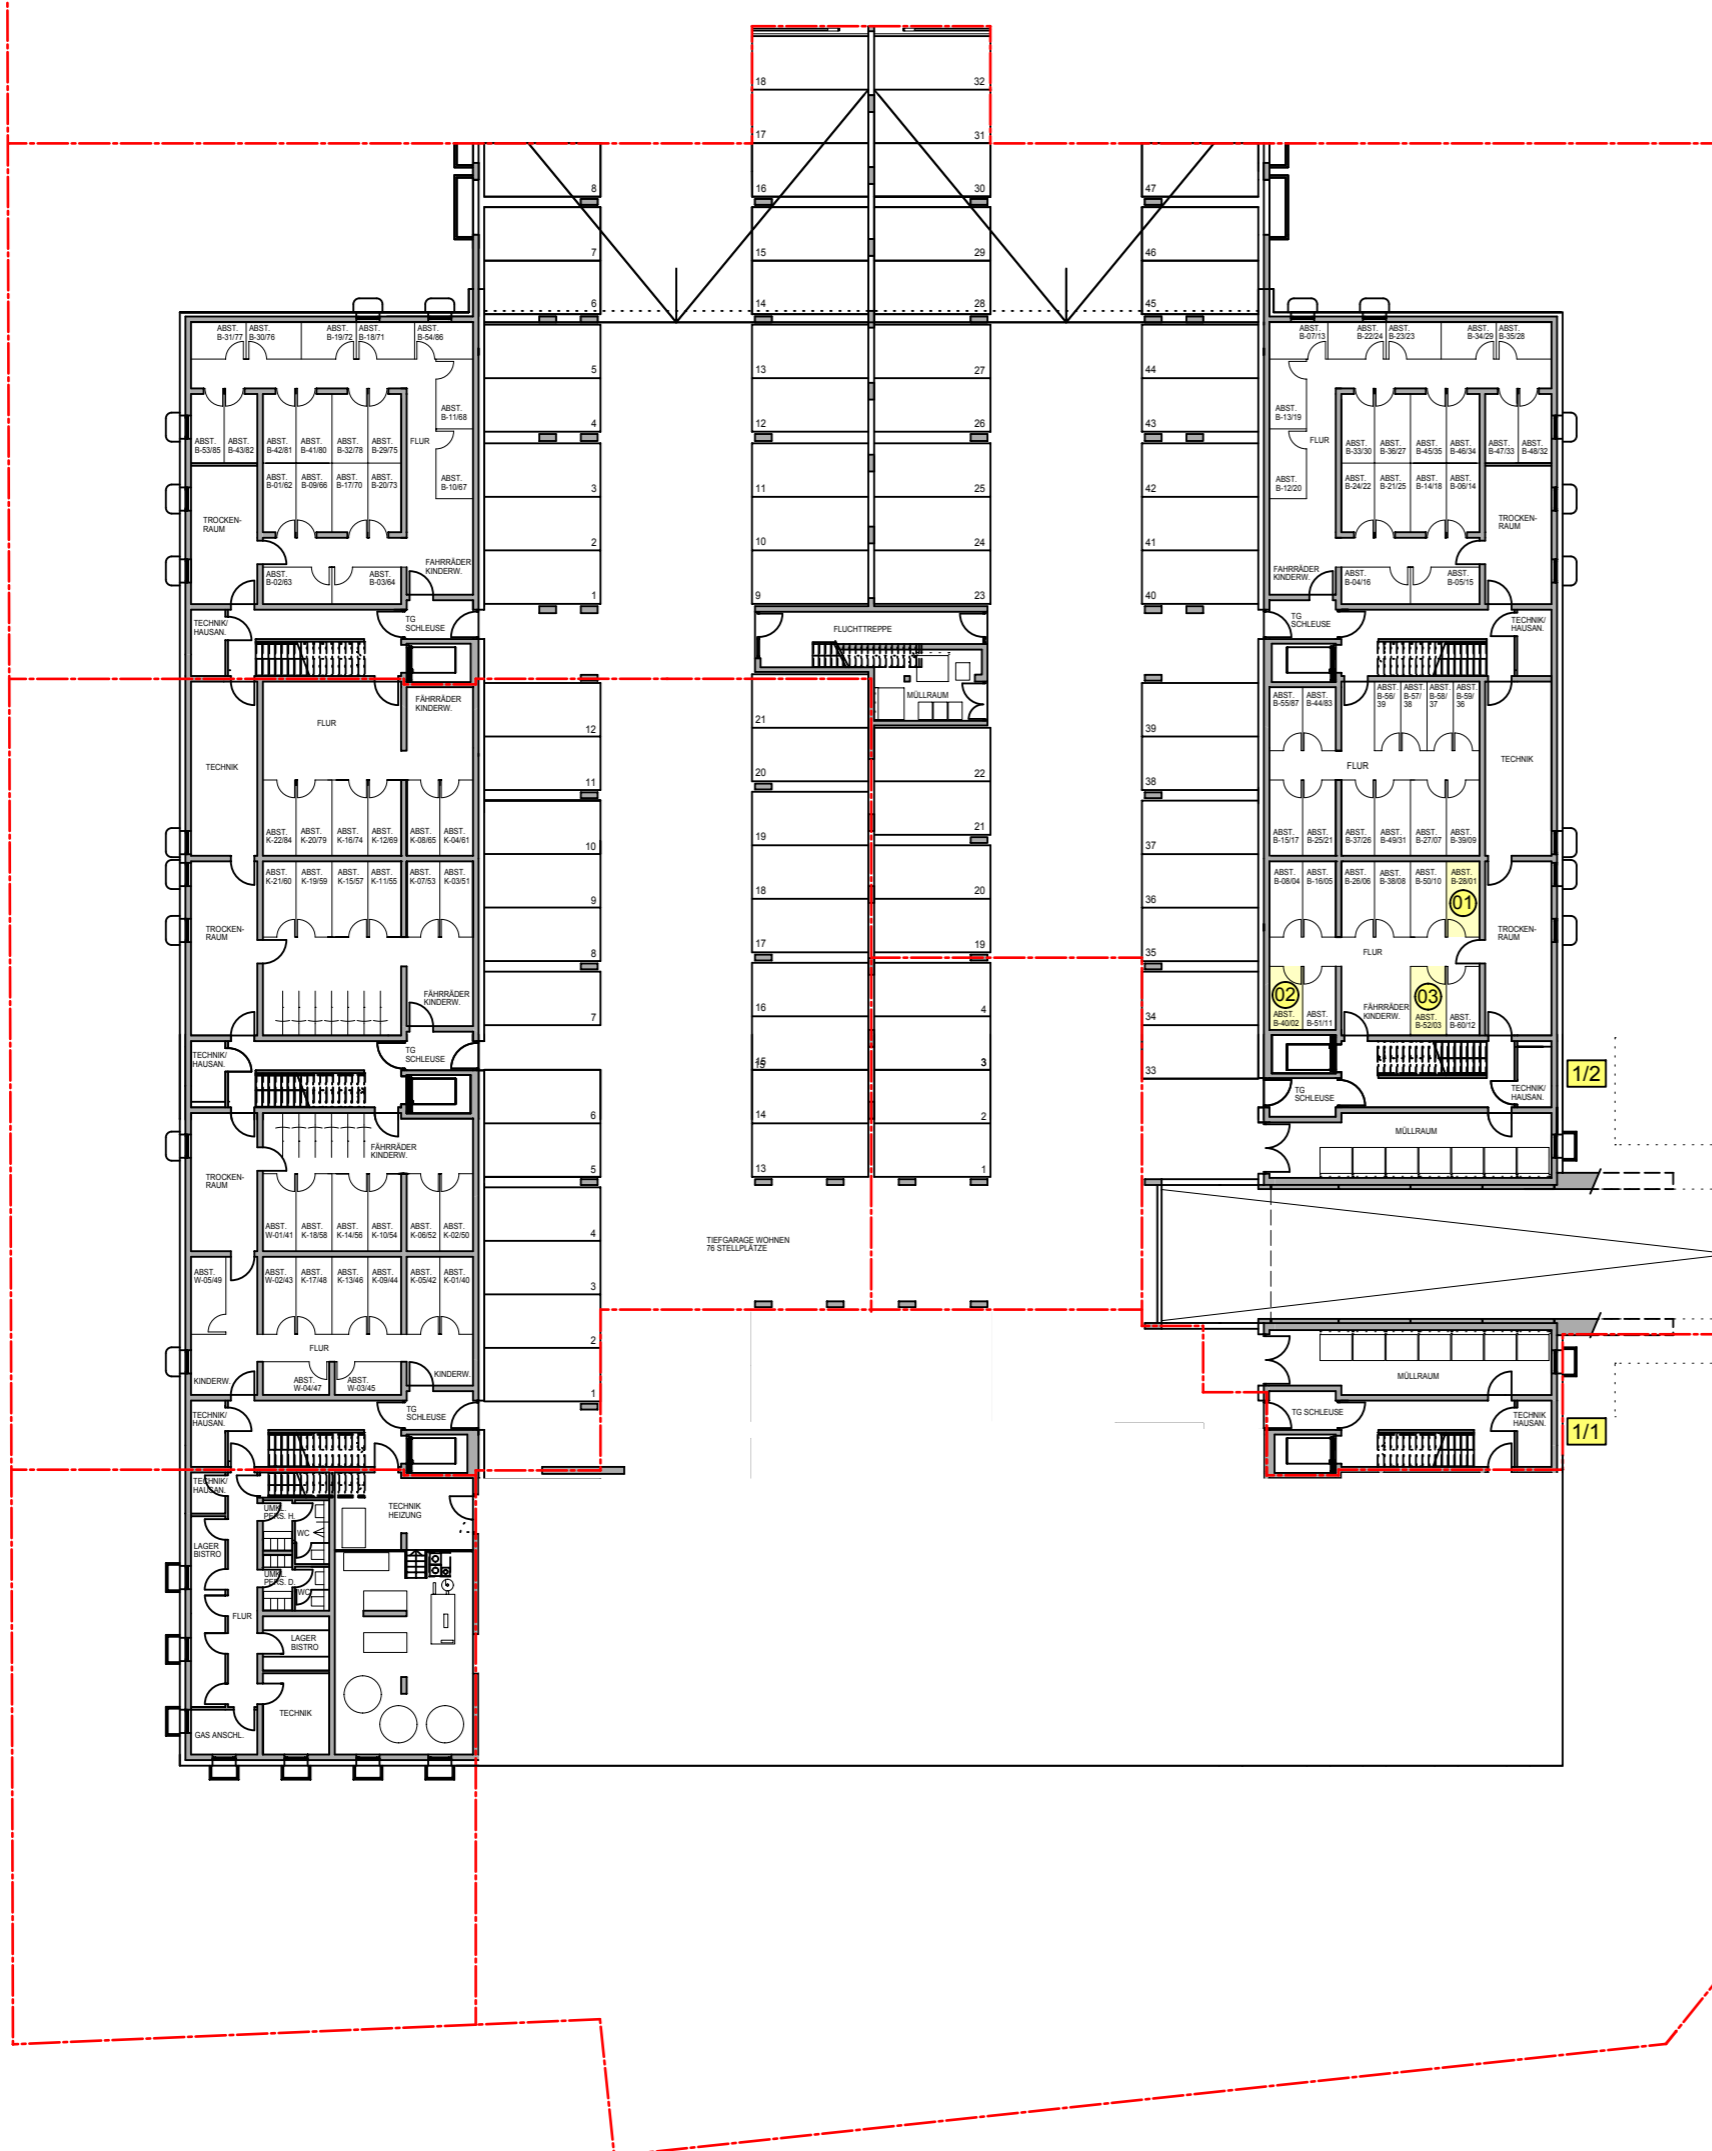 18
32
17
31
8
16
30
47
7
15
29
46
6
14
28
45
ABST.
B-31/77
ABST.
B-30/76
ABST.
B-19/72
ABST.
B-18/71
ABST.
B-54/86
5
13
27
44
ABST.
B-07/13
ABST.
B-22/24
ABST.
B-23/23
ABST.
B-34/29
ABST.
B-35/28
ABST.
B-11/68
4
12
26
43
ABST.
B-13/19
ABST.
B-53/85
ABST.
B-43/82
ABST.
B-42/81
ABST.
B-41/80
ABST.
B-32/78
ABST.
B-29/75
FLUR
FLUR
ABST.
B-33/30
ABST.
B-36/27
ABST.
B-45/35
ABST.
B-46/34
ABST.
B-47/33
ABST.
B-48/32
ABST.
B-01/62
ABST.
B-09/66
ABST.
B-17/70
ABST.
B-20/73
ABST.
B-10/67
3
11
25
42
ABST.
B-12/20
ABST.
B-24/22
ABST.
B-21/25
ABST.
B-14/18
ABST.
B-06/14
TROCKEN-
RAUM
TROCKEN-
RAUM
2
10
24
41
ABST.
B-02/63
ABST.
B-03/64
FAHRRÄDER
KINDERW.
FAHRRÄDER
KINDERW.
ABST.
B-04/16
ABST.
B-05/15
1
9
23
40
TECHNIK/
HAUSAN.
TG
SCHLEUSE
FLUCHTTREPPE
TG
SCHLEUSE
TECHNIK/
HAUSAN.
FLUR
FÄHRRÄDER
KINDERW.
MÜLLRAUM
ABST.
B-55/87
ABST.
B-44/83
ABST.
B-56/
39
ABST.
B-57/
38
ABST.
B-58/
37
ABST.
B-59/
36
12
21
39
TECHNIK
FLUR
TECHNIK
11
20
22
38
ABST.
K-22/84
ABST.
K-20/79
ABST.
K-16/74
ABST.
K-12/69
ABST.
K-08/65
ABST.
K-04/61
10
19
21
37
ABST.
B-15/17
ABST.
B-25/21
ABST.
B-37/26
ABST.
B-49/31
ABST.
B-27/07
ABST.
B-39/09
ABST.
K-21/60
ABST.
K-19/59
ABST.
K-15/57
ABST.
K-11/55
ABST.
K-07/53
ABST.
K-03/51
9
18
20
36
ABST.
B-08/04
ABST.
B-16/05
ABST.
B-26/06
ABST.
B-38/08
ABST.
B-50/10
ABST.
B-28/01
01
TROCKEN-
RAUM
TROCKEN-
RAUM
8
17
19
35
FLUR
FÄHRRÄDER
KINDERW.
7
16
4
34
02
ABST.
B-40/02
ABST.
B-51/11
FÄHRRÄDER
KINDERW.
03
ABST.
B-52/03
ABST.
B-60/12
TECHNIK/
HAUSAN.
TG
SCHLEUSE
15
15
3
33
1/2
TG
SCHLEUSE
TECHNIK/
HAUSAN.
6
14
2
MÜLLRAUM
FÄHRRÄDER
KINDERW.
TROCKEN-
RAUM
5
13
1
ABST.
W-01/41
ABST.
K-18/58
ABST.
K-14/56
ABST.
K-10/54
ABST.
K-06/52
ABST.
K-02/50
4
TIEFGARAGE WOHNEN
76 STELLPLÄTZE
ABST.
W-05/49
ABST.
W-02/43
ABST.
K-17/48
ABST.
K-13/46
ABST.
K-09/44
ABST.
K-05/42
ABST.
K-01/40
3
FLUR
2
KINDERW.
ABST.
W-04/47
ABST.
W-03/45
KINDERW.
1
MÜLLRAUM
TECHNIK/
HAUSAN.
TG
SCHLEUSE
TG SCHLEUSE
TECHNIK
HAUSAN.
1/1
TECHNIK/
HAUSAN.
UMKL.
PERS. H.
WC
TECHNIK
HEIZUNG
LAGER
BISTRO
UMKL.
PERS. D.
WC
FLUR
LAGER
BISTRO
TECHNIK
GAS ANSCHL.